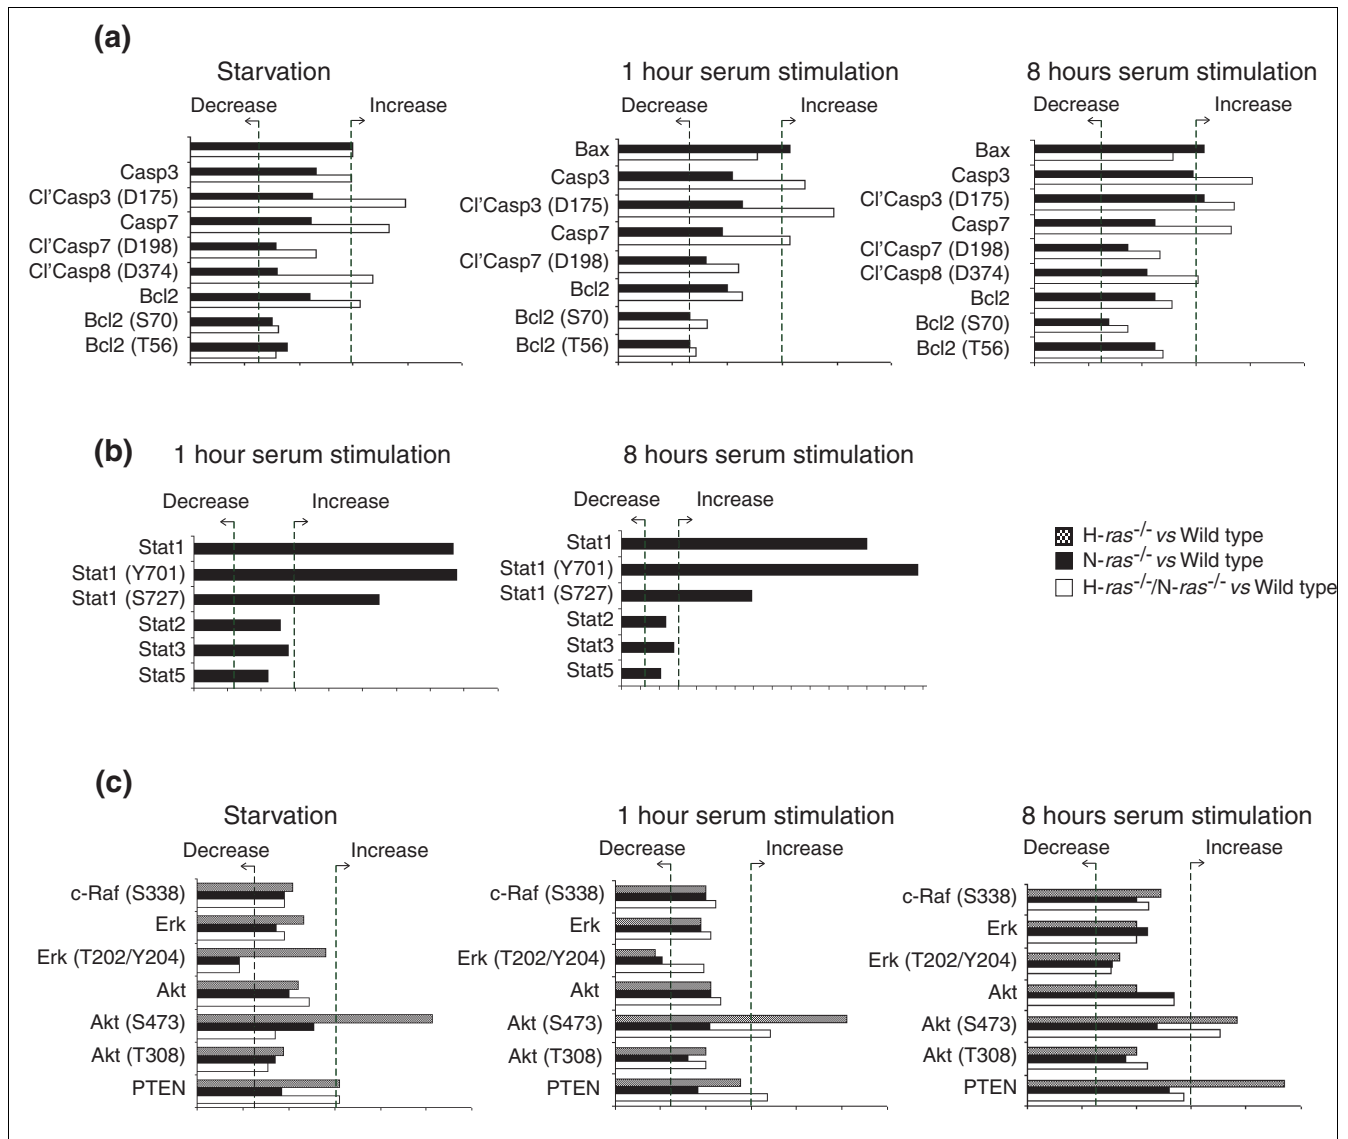 (a)
Starvation
Decrease
Increase
Casp3
Cl'Casp3 (D175)
Casp7
Cl'Casp7 (D198)
Cl'Casp8 (D374)
Bcl2
Bcl2 (S70)
Bcl2 (T56)
1 hour serum stimulation
Decrease
Increase
Bax
Casp3
Cl'Casp3 (D175)
Casp7
Cl'Casp7 (D198)
Bcl2
Bcl2 (S70)
Bcl2 (T56)
8 hours serum stimulation
Decrease
Increase
Bax
Casp3
Cl'Casp3 (D175)
Casp7
Cl'Casp7 (D198)
Cl'Casp8 (D374)
Bcl2
Bcl2 (S70)
Bcl2 (T56)
(b)
1 hour serum stimulation
Decrease
Increase
Stat1
Stat1 (Y701)
Stat1 (S727)
Stat2
Stat3
Stat5
8 hours serum stimulation
Decrease
Increase
Stat1
Stat1 (Y701)
Stat1 (S727)
Stat2
Stat3
Stat5
H-ras-/- vs Wild type
N-ras-/- vs Wild type
H-ras-/-/N-ras-/- vs Wild type
(c)
Starvation
Decrease
Increase
c-Raf (S338)
Erk
Erk (T202/Y204)
Akt
Akt (S473)
Akt (T308)
PTEN
1 hour serum stimulation
Decrease
Increase
c-Raf (S338)
Erk
Erk (T202/Y204)
Akt
Akt (S473)
Akt (T308)
PTEN
8 hours serum stimulation
Decrease
Increase
c-Raf (S338)
Erk
Erk (T202/Y204)
Akt
Akt (S473)
Akt (T308)
PTEN